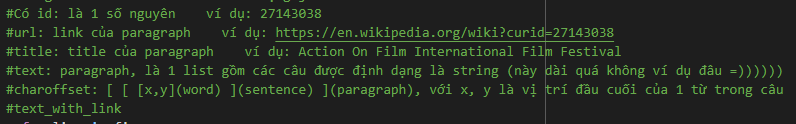 #Có id: là 1 số nguyên    ví dụ: 27143038
#url: link của paragraph    ví dụ: https://en.wikipedia.org/wiki?curid=27143038
#title: title của paragraph    ví dụ: Action On Film International Film Festival
#text: paragraph, là 1 list gồm các câu được định dạng là string (này dài quá không ví dụ đâu =))))))
#charoffset: [ [ [x,y](word) ](sentence) ](paragraph), với x, y là vị trí đầu cuối của 1 từ trong câu
#text_with_link